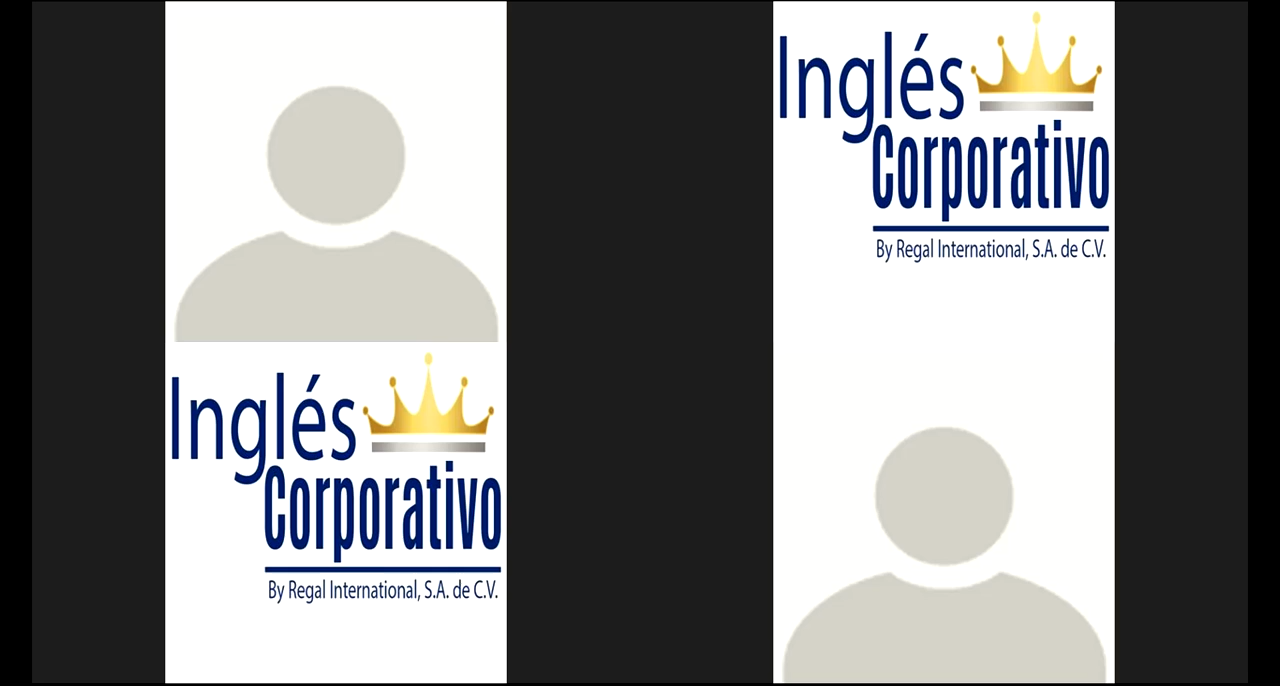 Inglés
Corporativo
By Regal International, S.A. de C.V.
Inglés
Corporativo
By Regal International, S.A. de C.V.